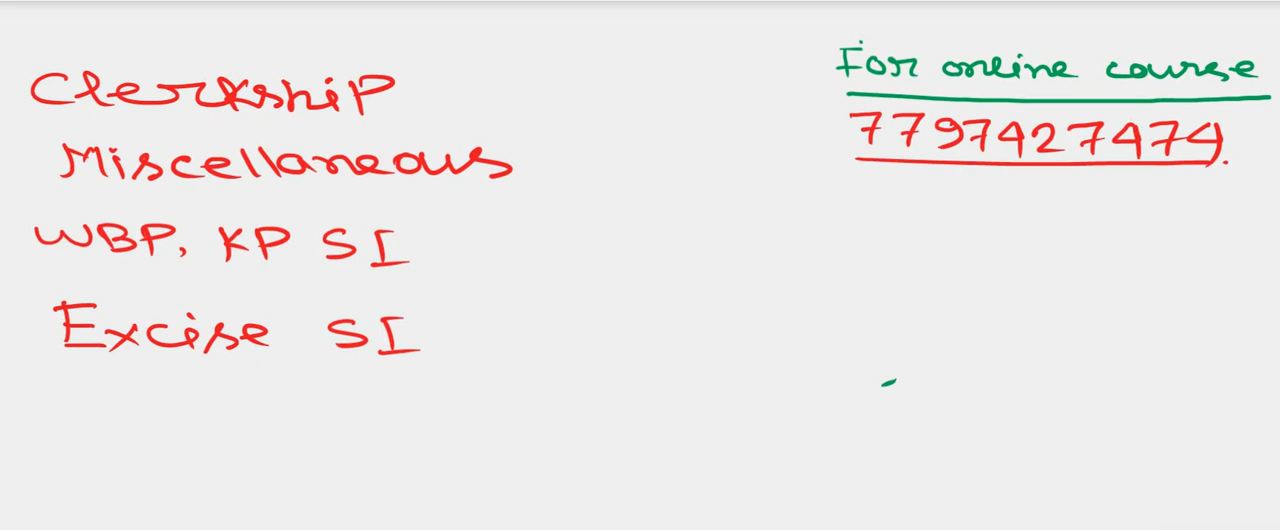 Clerkship
Miscellaneous
WBP, KP SI
Excise SI
For online course
7797427474.